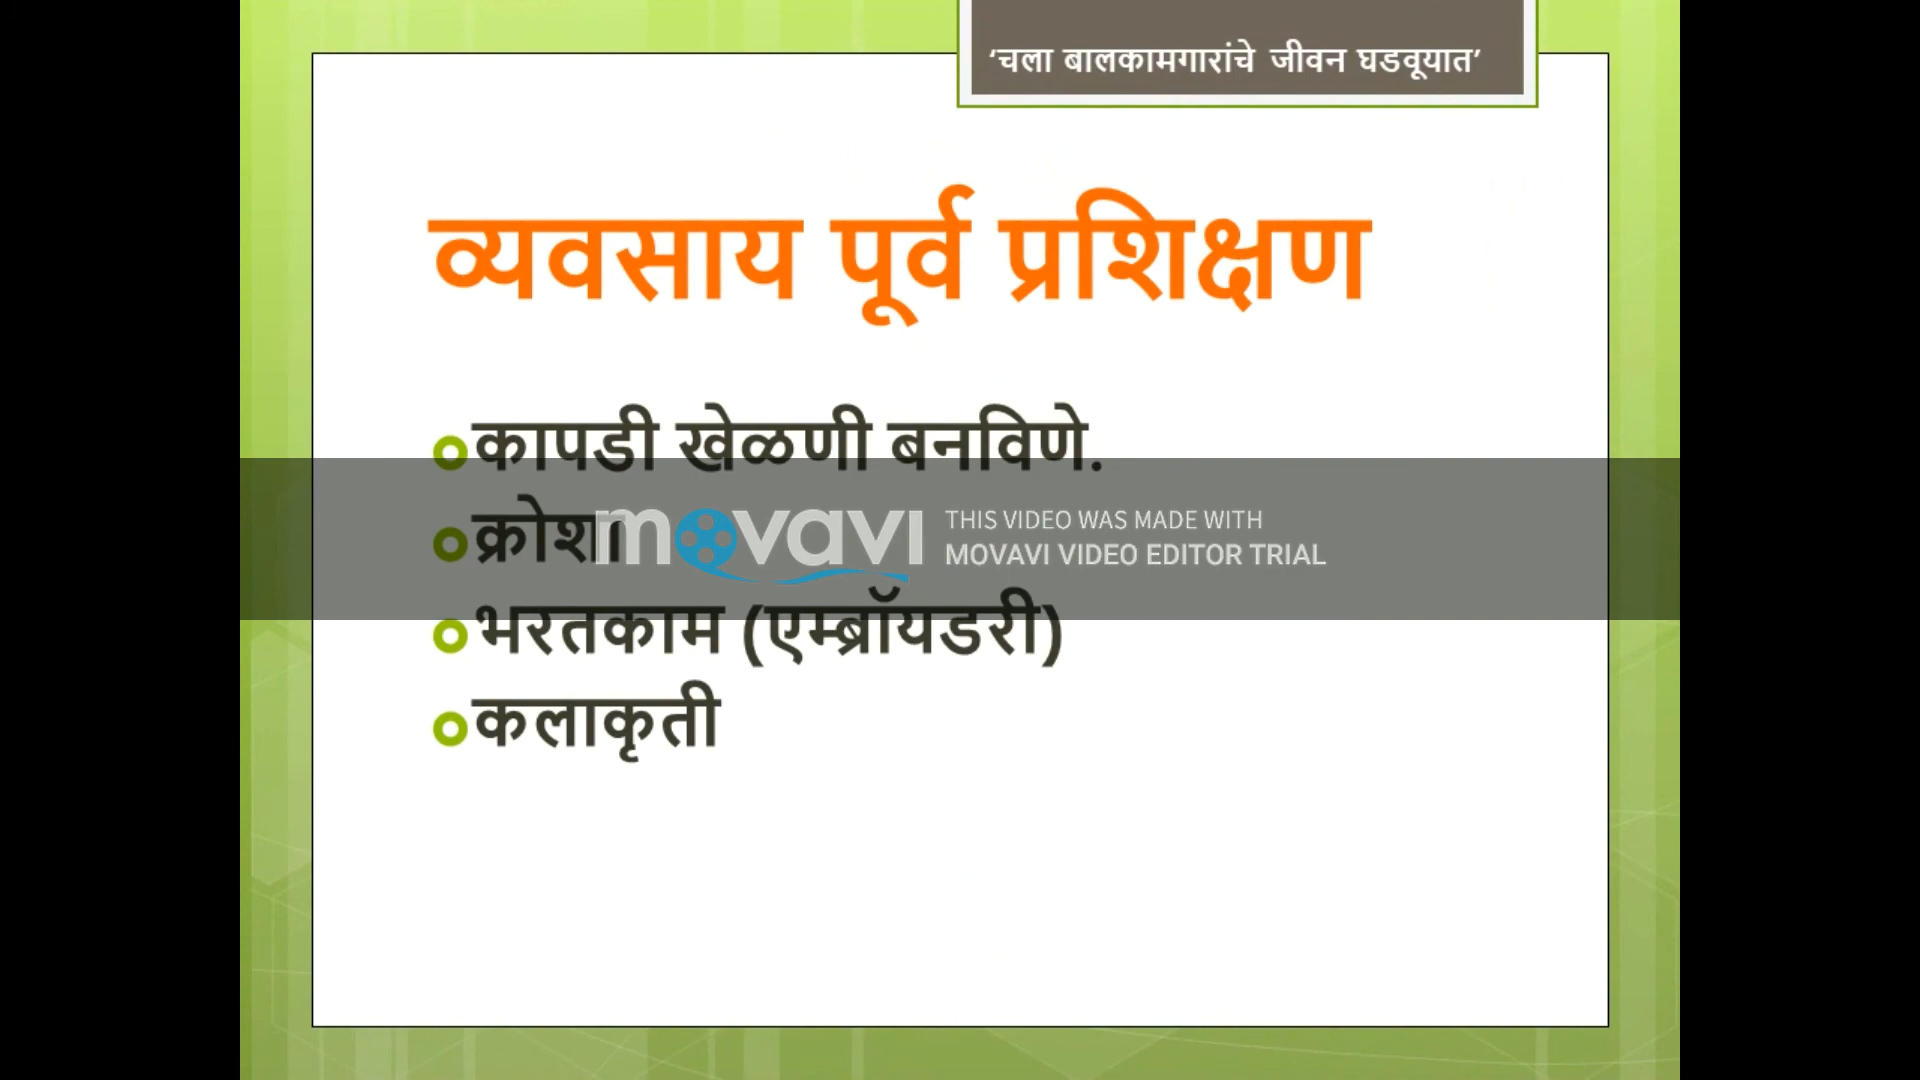 ‘चला बालकामगारांचे जीवन घडवूयात’
व्यवसाय पूर्व प्रशिक्षण
कापडी खेळणी बनविणे.
क्रोशा
movavi
THIS VIDEO WAS MADE WITH
MOVAVI VIDEO EDITOR TRIAL
भरतकाम (एम्ब्रॉयडरी)
कलाकृती